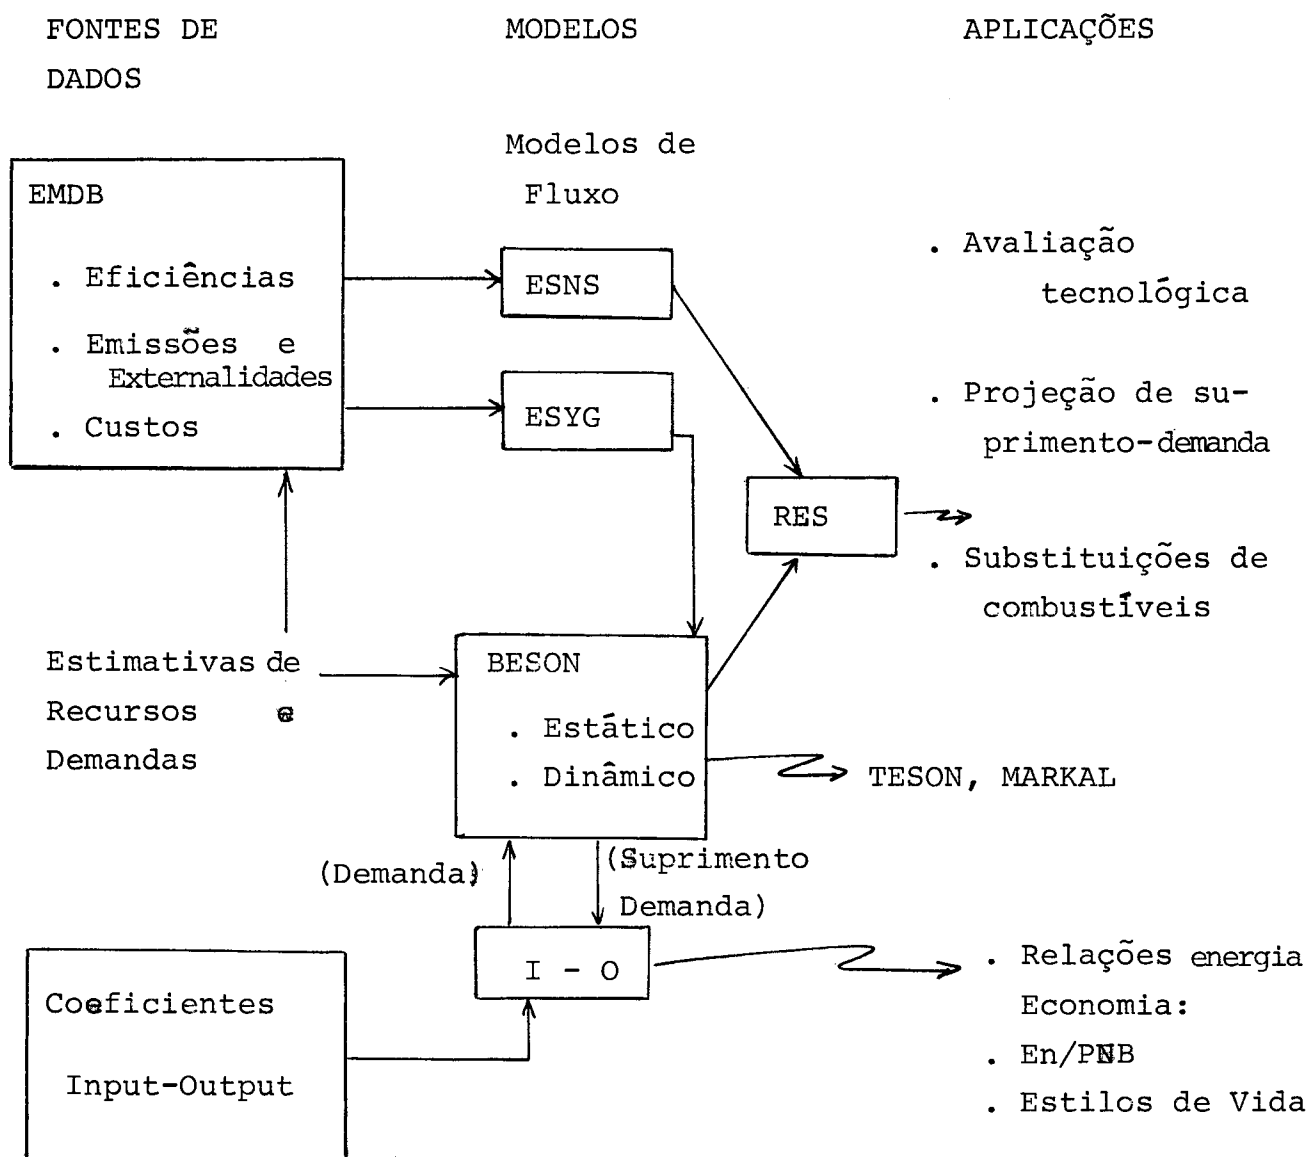 FONTES DE
DADOS
MODELOS
APLICAÇÕES
EMDB
. Eficiências
. Emissões e
Externalidades
. Custos
Modelos de
Fluxo
ESNS
ESYG
RES
. Avaliação
tecnológica
. Projeção de su-
primento-demanda
. Substituições de
combustíveis
Estimativas de
Recursos e
Demandas
BESON
. Estático
. Dinâmico
TESON, MARKAL
(Demanda)
(Suprimento
Demanda)
I - O
Coeficientes
Input-Output
. Relações energia
Economia:
. En/PNB
. Estilos de Vida